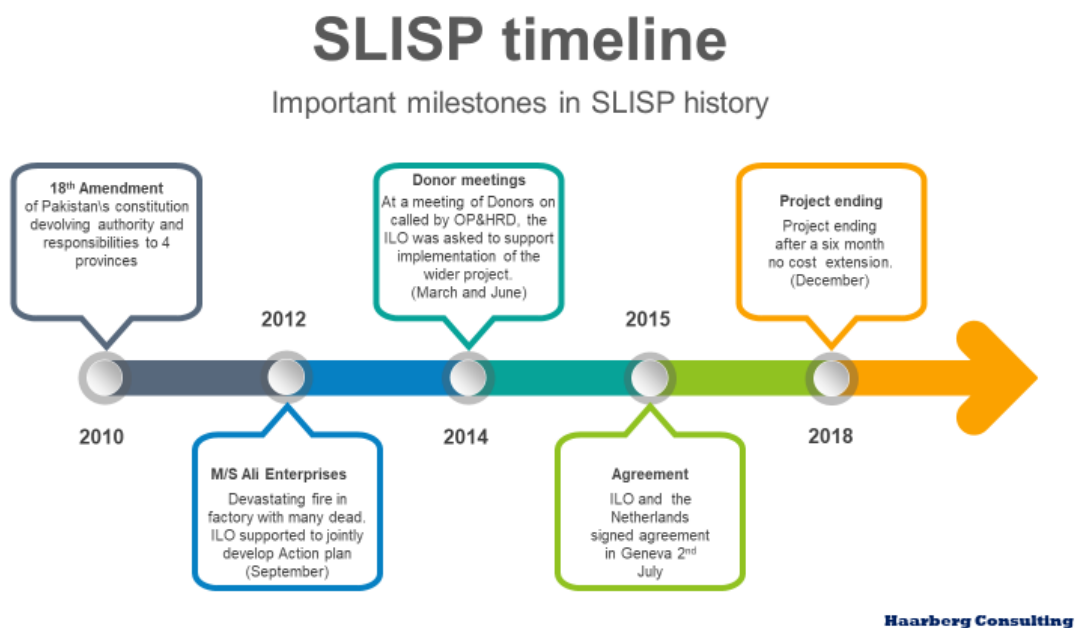 SLISP timeline
Important milestones in SLISP history
18th Amendment
of Pakistan\s constitution
devolving authority and
responsibilities to 4
provinces
2010
2012
M/S Ali Enterprises
Devastating fire in
factory with many dead.
ILO supported to jointly
develop Action plan
(September)
Donor meetings
At a meeting of Donors on
called by OP&HRD, the
ILO was asked to support
implementation of the
wider project.
(March and June)
2014
2015
Agreement
ILO and the
Netherlands
signed agreement
in Geneva 2nd
July
Project ending
Project ending
after a six month
no cost extension.
(December)
2018
Haarberg Consulting